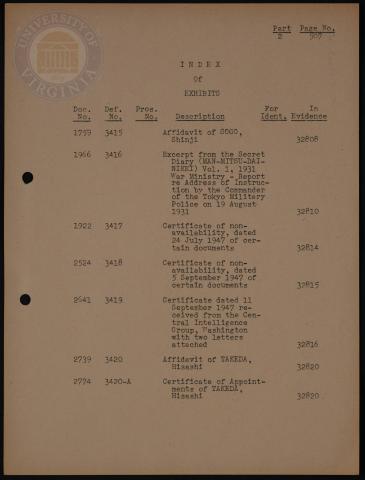 UNIVERSITY OF VIRGINIA
Part Page No.
2 507
I N D E X
Of
EXHIBITS
Doc. Def. Pros. For In
No. No. No. Description Ident. Evidence
1759 3415 Affidavit of SOGO,
Shinji 32808
1966 3416 Excerpt from the Secret
Diary (MAN-MITSU-DAI-
NIKKI) Vol. 1, 1931
War Ministry - Report
re Address of Instruc-
tion by the Commander
of the Tokyo Military
Police on 19 August
1931 32810
1922 3417 Certificate of non-
availability, dated
24 July 1947 of cer-
tain documents 32814
2524 3418 Certificate of non-
availability, dated
5 September 1947 of
certain documents 32815
2641 3419 Certificate dated 11
September 1947 re-
ceived from the Cen-
tral Intelligence
Group, Washington
with two letters
attached 32816
2739 3420 Affidavit of TAKEDA,
Hisashi 32820
2774 3420-A Certificate of Appoint-
ments of TAKEDA,
Hisashi 32820